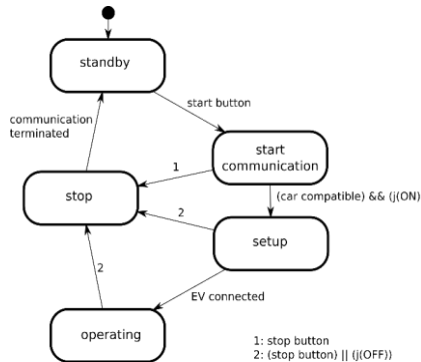 standby
start button
communication
terminated
start
communication
1
(car compatible) && (j(ON)
stop
2
setup
2
EV connected
operating
1: stop button
2: (stop button) || (j(OFF))